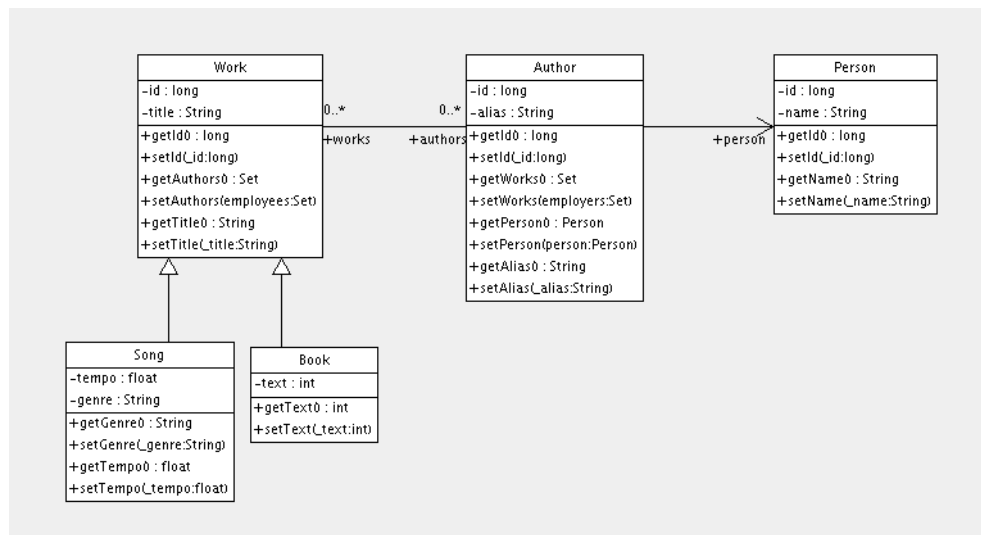 Work
-id : long
-title : String
+getId() : long
+setId(_id:long)
+getAuthors() : Set
+setAuthors(employees:Set)
+getTitle() : String
+setTitle(_title:String)
0..*
+works
0..*
+authors
Author
-id : long
-alias : String
+getId() : long
+setId(_id:long)
+getWorks() : Set
+setWorks(employers:Set)
+getPerson() : Person
+setPerson(person:Person)
+getAlias() : String
+setAlias(_alias:String)
+person
Person
-id : long
-name : String
+getId() : long
+setId(_id:long)
+getName() : String
+setName(_name:String)
Song
-tempo : float
-genre : String
+getGenre() : String
+setGenre(_genre:String)
+getTempo() : float
+setTempo(_tempo:float)
Book
-text : int
+getText() : int
+setText(_text:int)